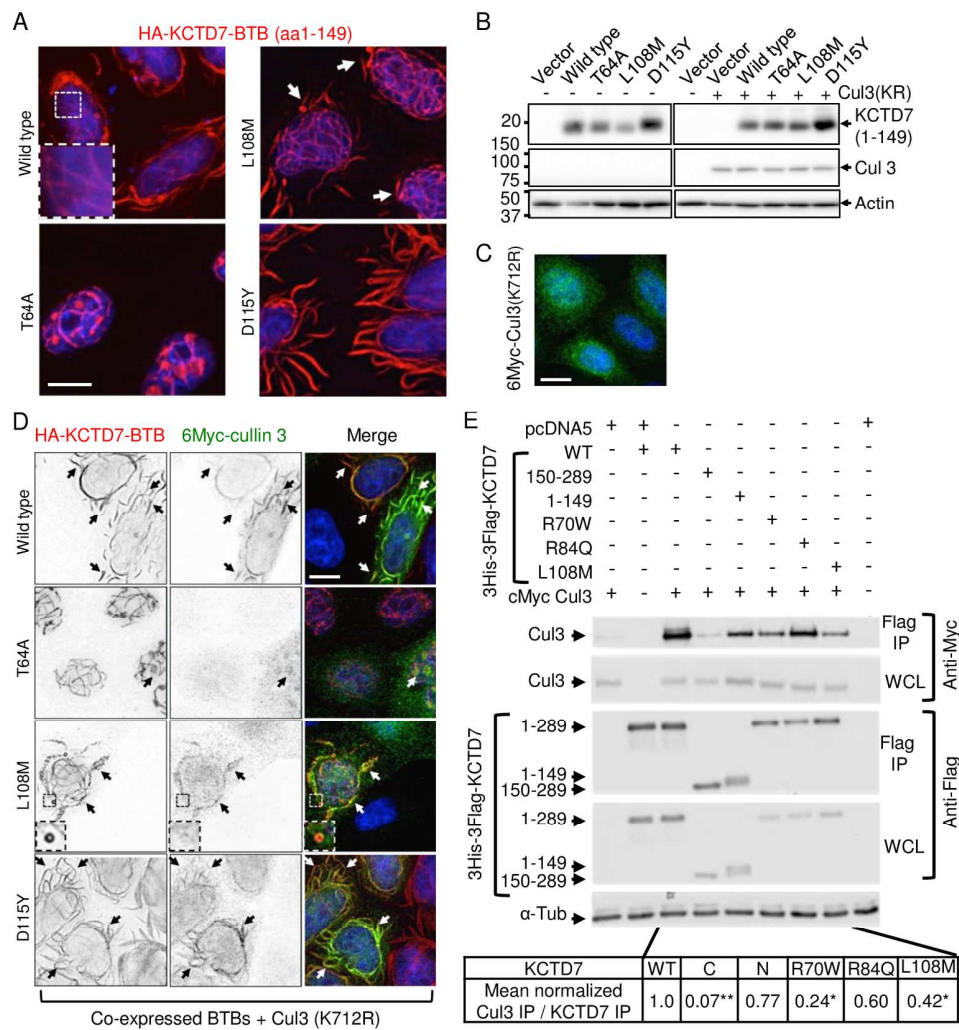 A
HA-KCTD7-BTB (aa1-149)
Wild type
L108M
T64A
D115Y
B
Vector
Wild type
T64A
L108M
D115Y
Vector
Vector
Wild type
T64A
L108M
D115Y
- - - - - - + + + + + Cul3(KR)
20
150
KCTD7
(1-149)
100
75
Cul 3
50
37
Actin
C
6Myc-Cul3(K712R)
D
HA-KCTD7-BTB 6Myc-cullin 3 Merge
Wild type
T64A
L108M
D115Y
Co-expressed BTBs + Cul3 (K712R)
E
pcDNA5 + + - - - - - - +
3His-3Flag-KCTD7
WT - + + - - - - - -
150-289 - - - + - - - - -
1-149 - - - - + - - - -
R70W - - - - - + - - -
R84Q - - - - - - + - -
L108M - - - - - - - + -
cMyc Cul3 + - + + + + + + -
Cul3 Flag IP
Cul3 WCL
Anti-Myc
3His-3Flag-KCTD7
1-289
1-149
150-289
Flag IP
1-289
1-149
150-289
WCL
Anti-Flag
α-Tub
KCTD7 WT C N R70W R84Q L108M
Mean normalized
Cul3 IP / KCTD7 IP 1.0 0.07** 0.77 0.24* 0.60 0.42*